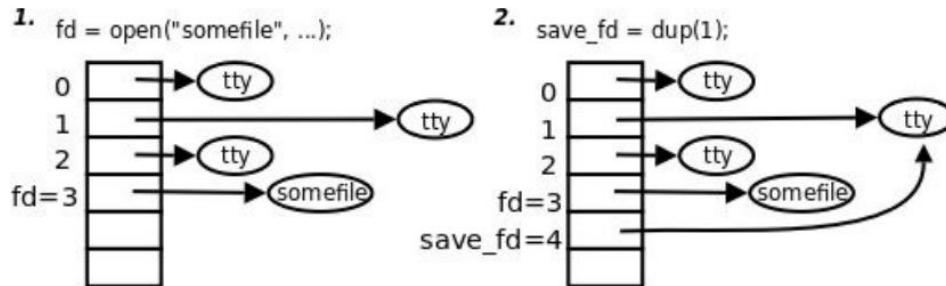 1. fd = open("somefile", ...);
0 tty
1 tty
2 tty
fd=3 somefile
2. save_fd = dup(1);
0 tty
1 tty
2 tty
fd=3 somefile
save_fd=4